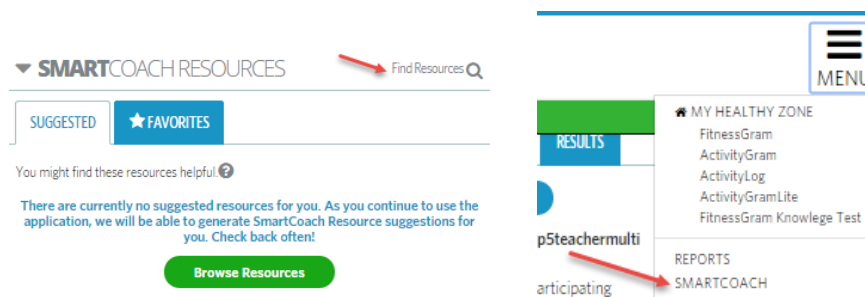 SMARTCOACH RESOURCES
Find Resources
SUGGESTED
FAVORITES
You might find these resources helpful.
There are currently no suggested resources for you. As you continue to use the
application, we will be able to generate SmartCoach Resource suggestions for
you. Check back often!
Browse Resources
MENU
MY HEALTHY ZONE
FitnessGram
ActivityGram
ActivityLog
ActivityGramLite
FitnessGram Knowlege Test
REPORTS
SMARTCOACH
RESULTS
p5teachermulti
articipating